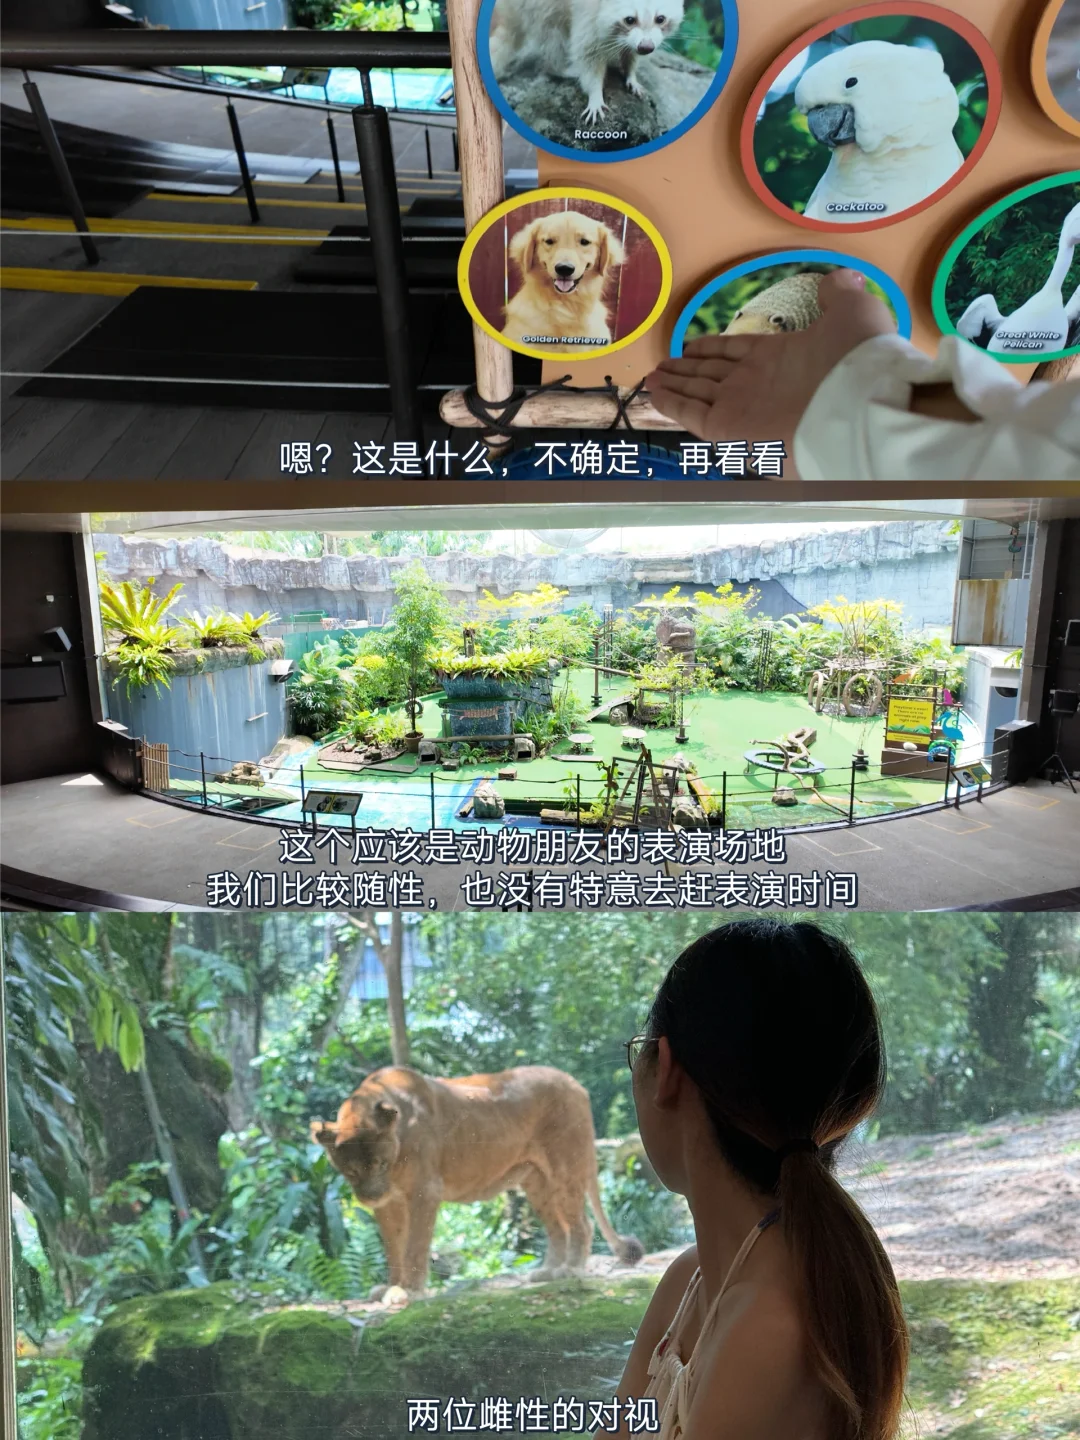 Raccoon
Cockatoo
Golden Retriever
Great White
Pelican
嗯？这是什么，不确定，再看看
这个应该是动物朋友的表演场地
我们比较随性，也没有特意去赶表演时间
两位雌性的对视